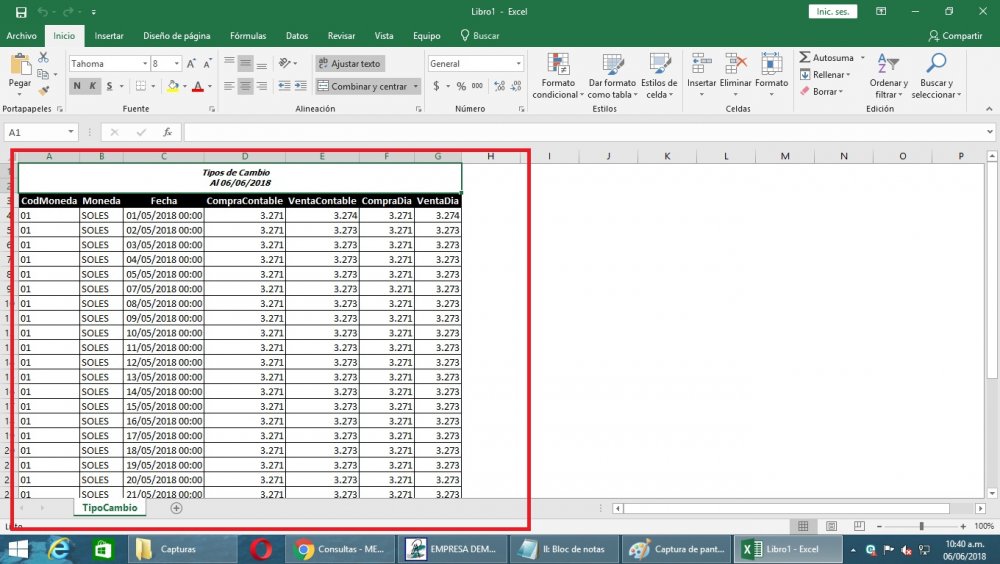 Libro1 - Excel
Inic. ses.
Archivo Inicio Insertar Diseño de página Fórmulas Datos Revisar Vista Equipo Buscar Compartir
Pegar
Tahoma 8 A A
N K S A
Ajustar texto
Combinar y centrar
General
$ % 000
Formato condicional
Dar formato como tabla
Estilos de celda
Insertar Eliminar Formato
Autosuma
Rellenar
Borrar
Ordenar y filtrar
Buscar y seleccionar
Portapapeles Fuente Alineación Número Estilos Celdas Edición
A1 fx
A B C D E F G H I J K L M N O P
Tipos de Cambio
Al 06/06/2018
CodMoneda Moneda Fecha CompraContable VentaContable CompraDia VentaDia
01 SOLES 01/05/2018 00:00 3.271 3.274 3.271 3.274
01 SOLES 02/05/2018 00:00 3.271 3.273 3.271 3.273
01 SOLES 03/05/2018 00:00 3.271 3.273 3.271 3.273
01 SOLES 04/05/2018 00:00 3.271 3.273 3.271 3.273
01 SOLES 05/05/2018 00:00 3.271 3.273 3.271 3.273
01 SOLES 07/05/2018 00:00 3.271 3.273 3.271 3.273
01 SOLES 08/05/2018 00:00 3.271 3.273 3.271 3.273
01 SOLES 09/05/2018 00:00 3.271 3.273 3.271 3.273
01 SOLES 10/05/2018 00:00 3.271 3.273 3.271 3.273
01 SOLES 11/05/2018 00:00 3.271 3.273 3.271 3.273
01 SOLES 12/05/2018 00:00 3.271 3.273 3.271 3.273
01 SOLES 13/05/2018 00:00 3.271 3.273 3.271 3.273
01 SOLES 14/05/2018 00:00 3.271 3.273 3.271 3.273
01 SOLES 15/05/2018 00:00 3.271 3.273 3.271 3.273
01 SOLES 16/05/2018 00:00 3.271 3.273 3.271 3.273
01 SOLES 17/05/2018 00:00 3.271 3.273 3.271 3.273
01 SOLES 18/05/2018 00:00 3.271 3.273 3.271 3.273
01 SOLES 19/05/2018 00:00 3.271 3.273 3.271 3.273
01 SOLES 20/05/2018 00:00 3.271 3.273 3.271 3.273
01 SOLES 21/05/2018 00:00 3.271 3.273 3.271 3.273
TipoCambio
100%
Capturas Consultas - ME... EMPRESA DEM... II: Bloc de notas Captura de pant... Libro1 - Excel
10:40 a.m.
06/06/2018